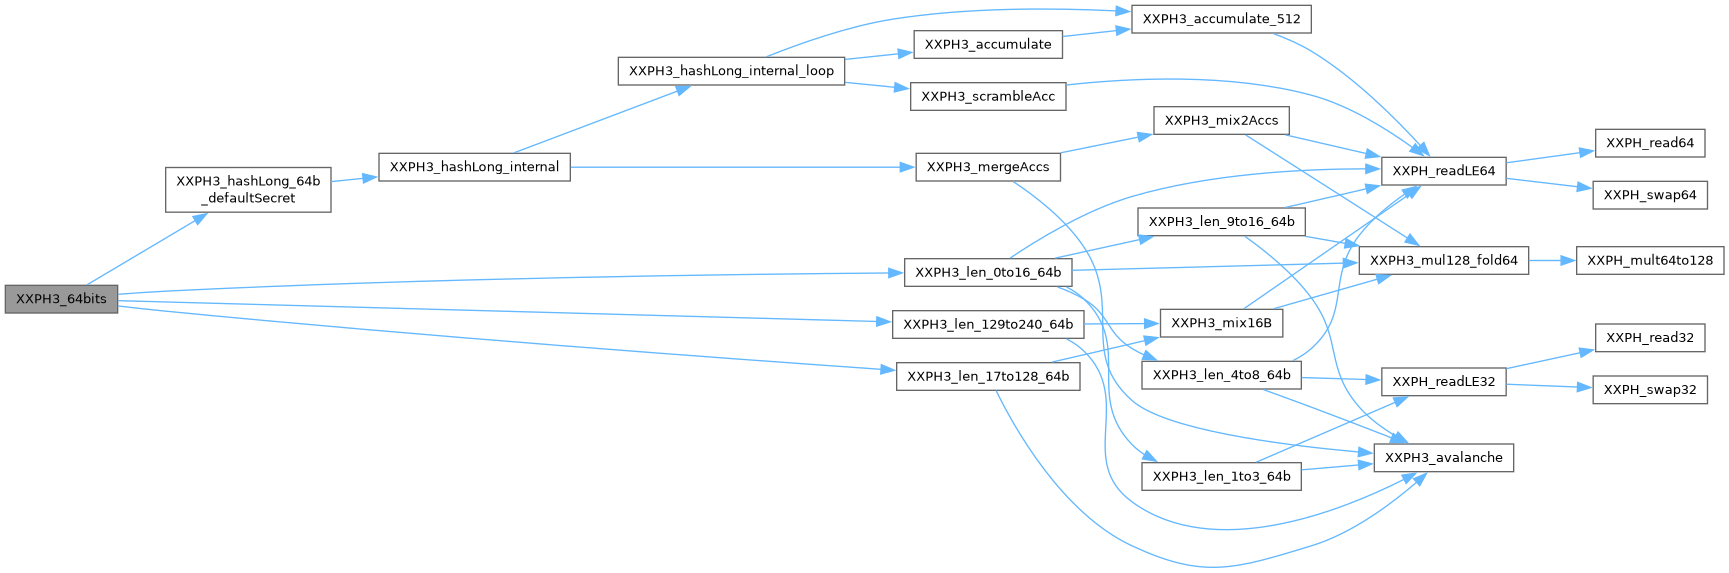 XXPH3_64bits
XXPH3_hashLong_64b
_defaultSecret
XXPH3_hashLong_internal
XXPH3_hashLong_internal_loop
XXPH3_accumulate_512
XXPH3_accumulate
XXPH3_scrambleAcc
XXPH3_mergeAccs
XXPH3_mix2Accs
XXPH_readLE64
XXPH_read64
XXPH_swap64
XXPH3_len_0to16_64b
XXPH3_len_9to16_64b
XXPH3_mul128_fold64
XXPH_mult64to128
XXPH3_len_129to240_64b
XXPH3_mix16B
XXPH3_len_17to128_64b
XXPH3_len_4to8_64b
XXPH_readLE32
XXPH_read32
XXPH_swap32
XXPH3_len_1to3_64b
XXPH3_avalanche